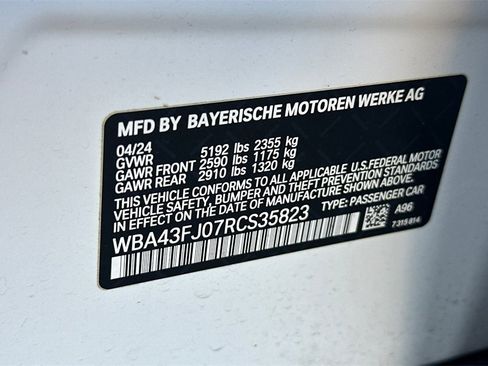 MFD BY BAYERISCHE MOTOREN WERKE AG
04/24
GVWR 5192 lbs 2355 kg
GAWR FRONT 2590 lbs 1175 kg
GAWR REAR 2910 lbs 1320 kg
THIS VEHICLE CONFORMS TO ALL APPLICABLE U.S.FEDERAL MOTOR
VEHICLE SAFETY, BUMPER, AND THEFT PREVENTION STANDARDS
IN EFFECT ON THE DATE OF MANUFACTURE SHOWN ABOVE.
WBA43FJ07RCS35823 TYPE: PASSENGER CAR
A96
7 315 814